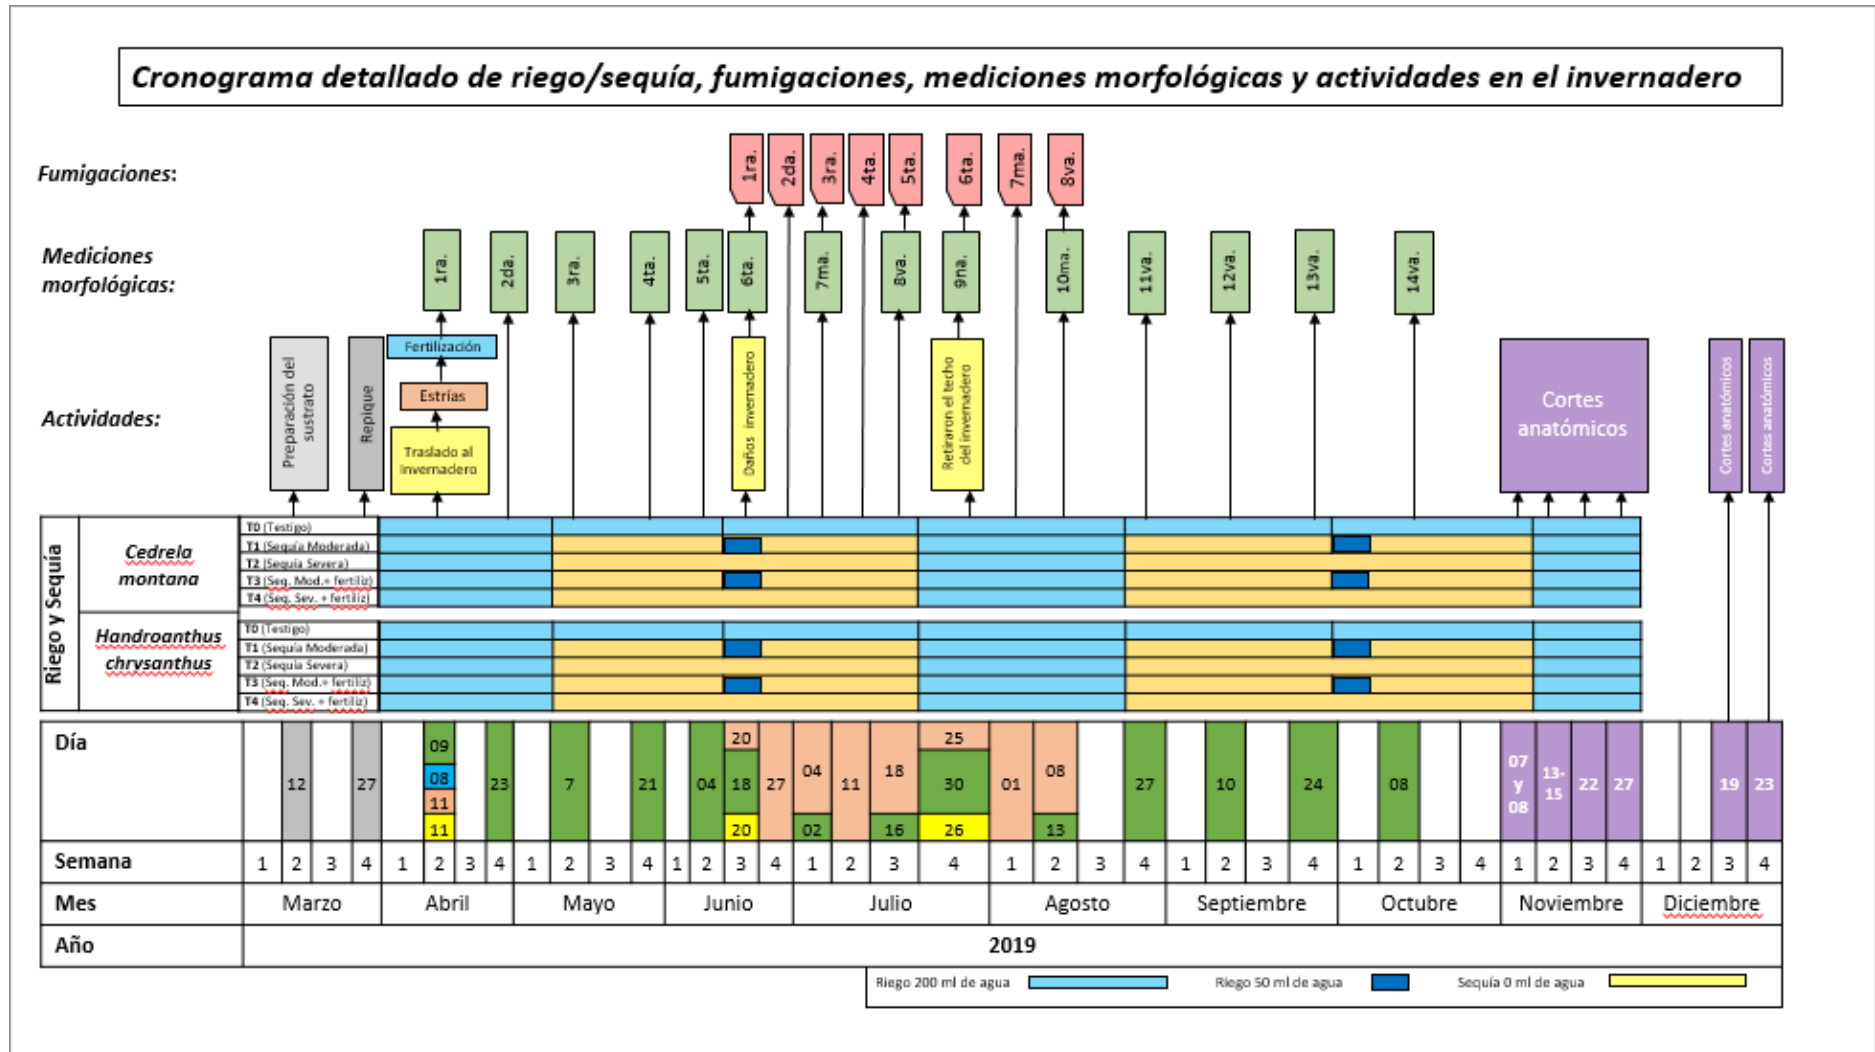 Cronograma detallado de riego/sequía, fumigaciones, mediciones morfológicas y actividades en el invernadero
Fumigaciones:
1ra.
2da.
3ra.
4ta.
5ta.
6ta.
7ma.
8va.
Mediciones
morfológicas:
1ra.
2da.
3ra.
4ta.
5ta.
6ta.
7ma.
8va.
9na.
10ma.
11va.
12va.
13va.
14va.
Actividades:
Preparación del
sustrato
Repique
Fertilización
Estrías
Traslado al
Invernadero
Daños invernadero
Retiraron el techo
del invernadero
Cortes
anatómicos
Cortes anatómicos
Cortes anatómicos
Riego y Sequía
Cedrela
montana
T0 (Testigo)
T1 (Sequía Moderada)
T2 (Sequía Severa)
T3 (Seq. Mod.+ fertiliz)
T4 (Seq. Sev. + fertiliz)
Handroanthus
chrysanthus
T0 (Testigo)
T1 (Sequía Moderada)
T2 (Sequía Severa)
T3 (Seq. Mod.+ fertiliz)
T4 (Seq. Sev. + fertiliz)
Día
12
27
09
08
11
11
23
7
21
04
20
18
20
27
04
02
11
18
16
25
30
26
01
08
13
27
10
24
08
07
y
08
13-
15
22
27
19
23
Semana 1 2 3 4 1 2 3 4 1 2 3 4 1 2 3 4 1 2 3 4 1 2 3 4 1 2 3 4 1 2 3 4 1 2 3 4 1 2 3 4
Mes Marzo Abril Mayo Junio Julio Agosto Septiembre Octubre Noviembre Diciembre
Año 2019
Riego 200 ml de agua Riego 50 ml de agua Sequía 0 ml de agua